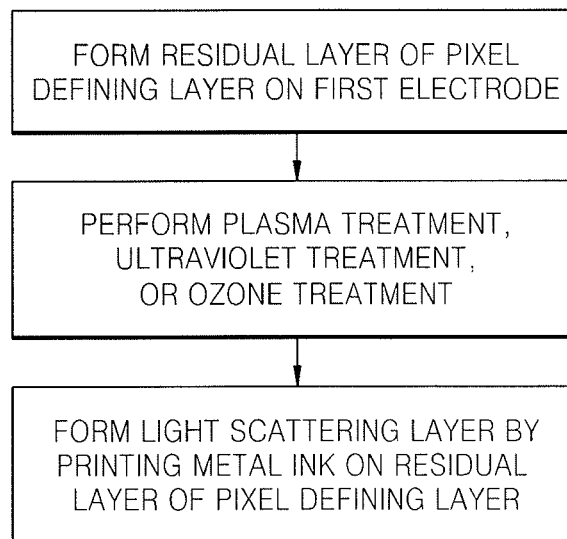 FORM RESIDUAL LAYER OF PIXEL
DEFINING LAYER ON FIRST ELECTRODE
PERFORM PLASMA TREATMENT,
ULTRAVIOLET TREATMENT,
OR OZONE TREATMENT
FORM LIGHT SCATTERING LAYER BY
PRINTING METAL INK ON RESIDUAL
LAYER OF PIXEL DEFINING LAYER